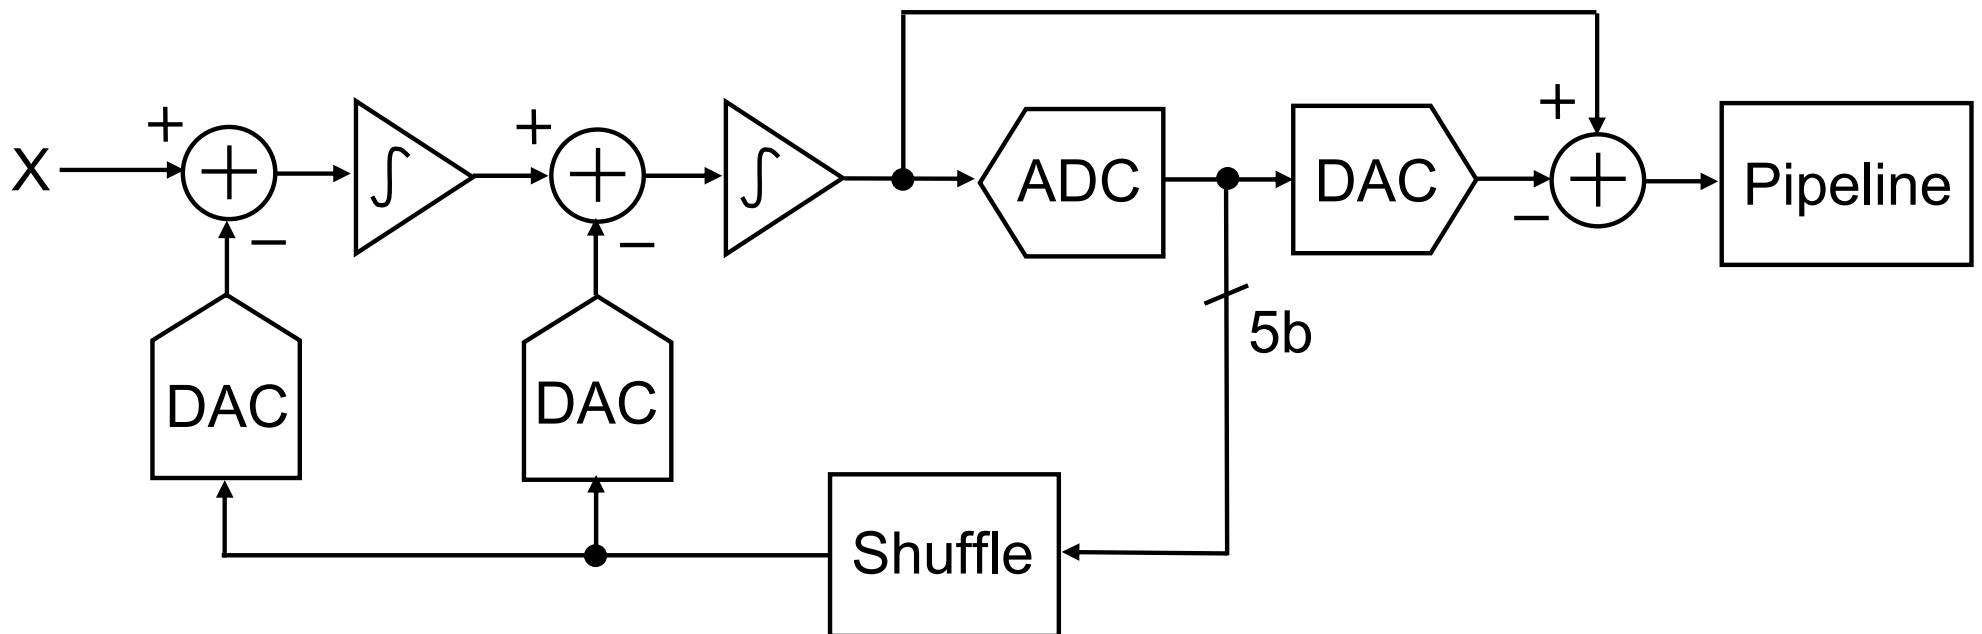 X
+
−
∫
+
−
∫
ADC
DAC
+
−
Pipeline
5b
DAC
DAC
Shuffle